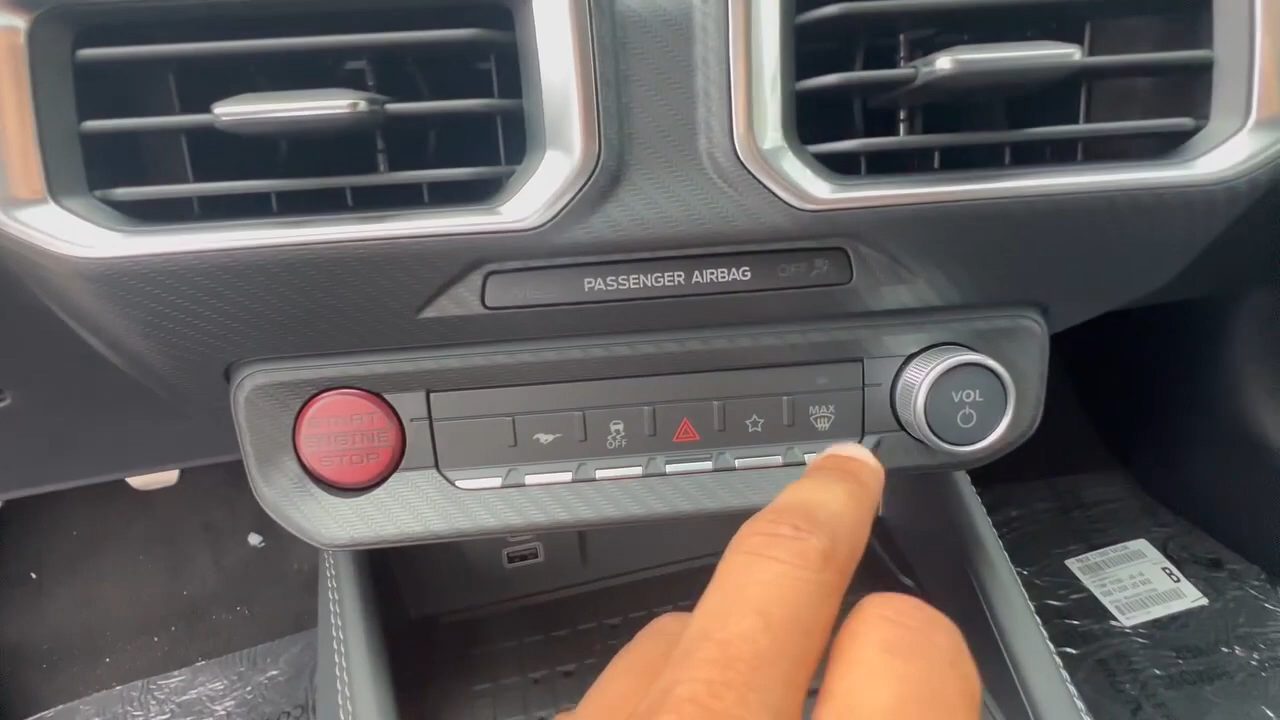 PASSENGER AIRBAG
OFF
START
ENGINE
STOP
OFF
MAX
VOL
B